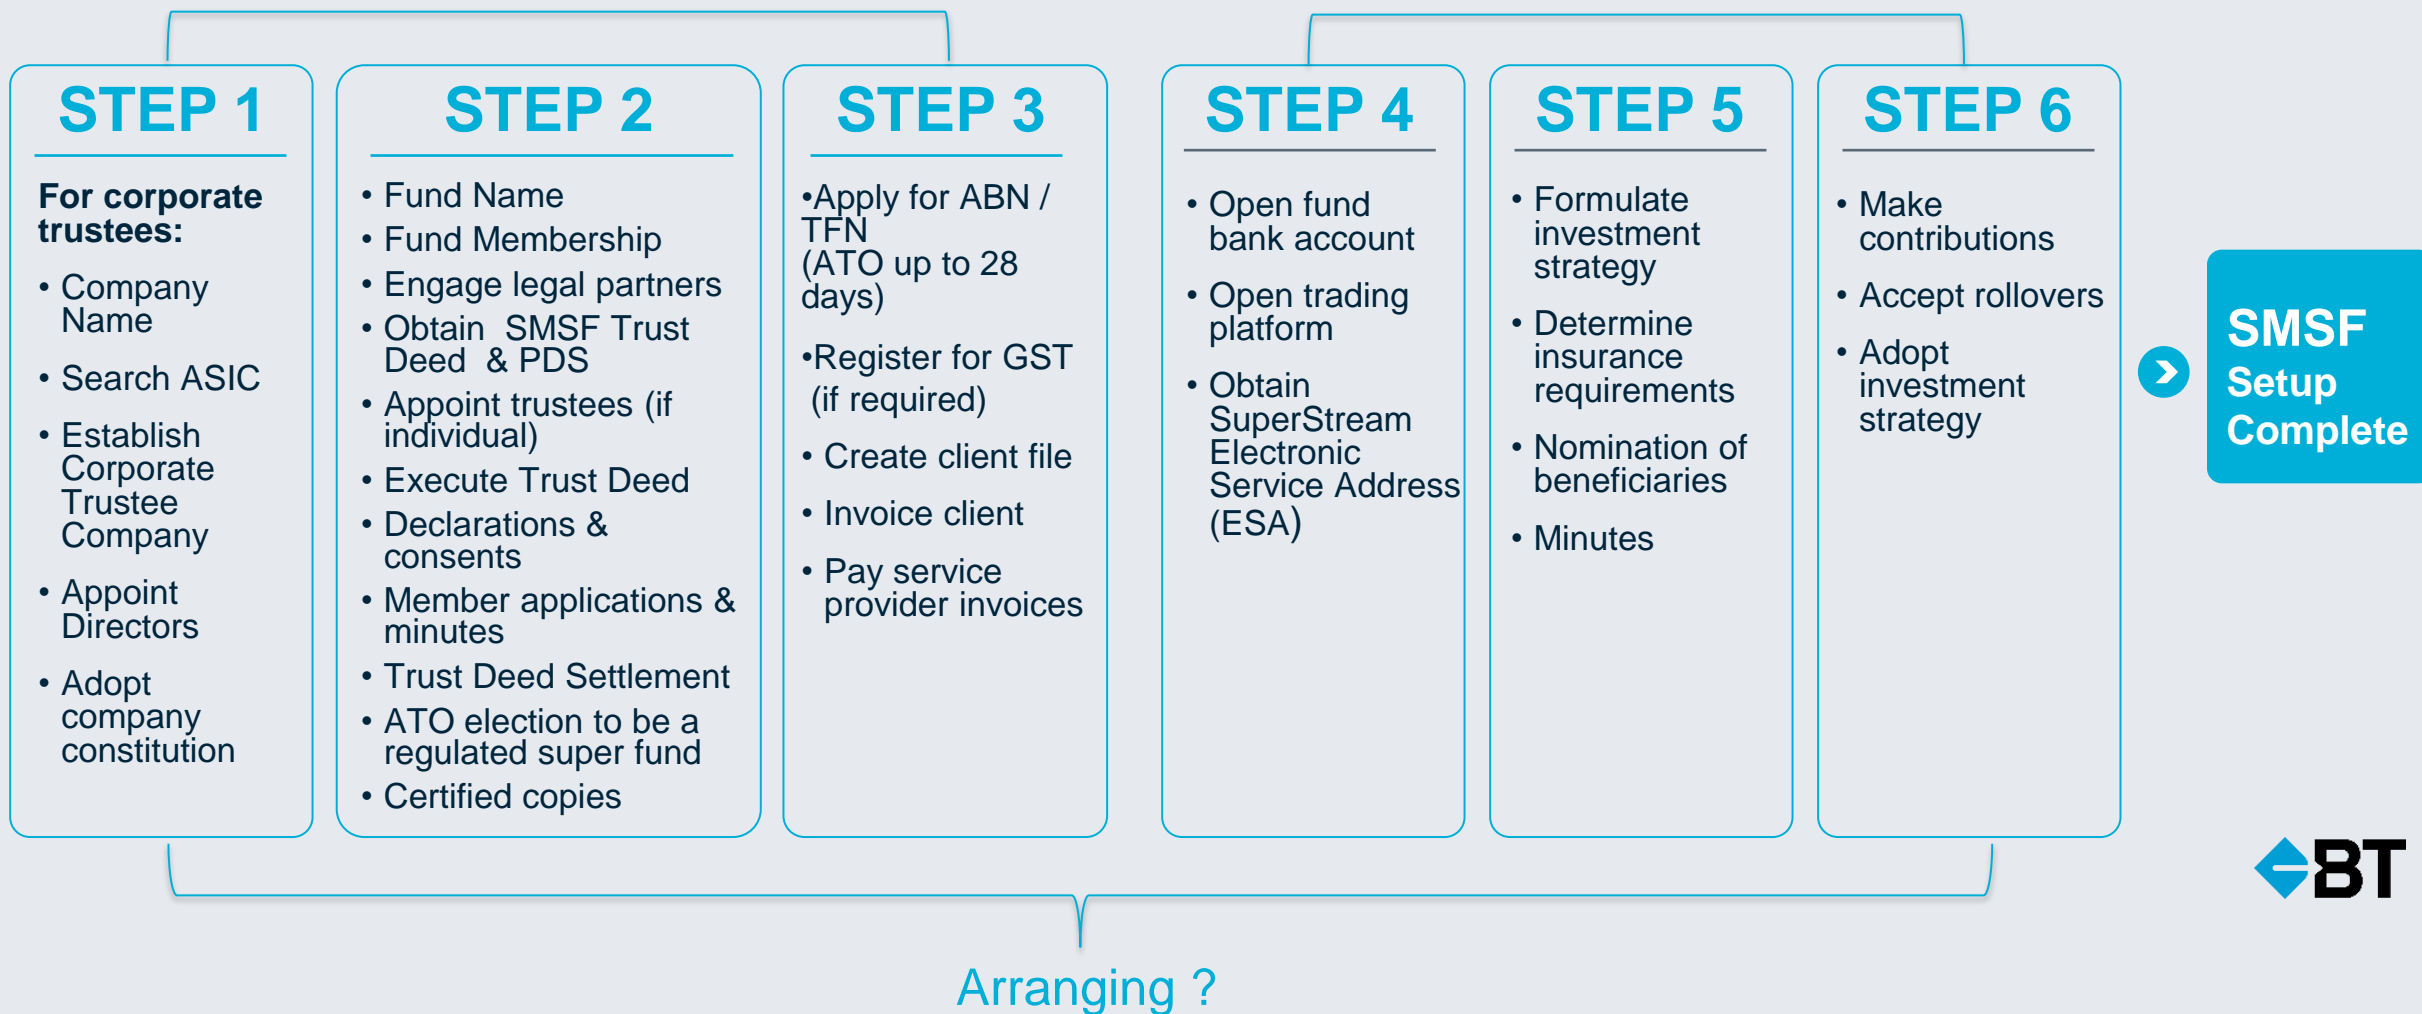 STEP 1
For corporate
trustees:
• Company
Name
• Search ASIC
• Establish
Corporate
Trustee
Company
• Appoint
Directors
• Adopt
company
constitution
STEP 2
• Fund Name
• Fund Membership
• Engage legal partners
• Obtain SMSF Trust
Deed & PDS
• Appoint trustees (if
individual)
• Execute Trust Deed
• Declarations &
consents
• Member applications &
minutes
• Trust Deed Settlement
• ATO election to be a
regulated super fund
• Certified copies
STEP 3
•Apply for ABN /
TFN
(ATO up to 28
days)
•Register for GST
(if required)
• Create client file
• Invoice client
• Pay service
provider invoices
STEP 4
• Open fund
bank account
• Open trading
platform
• Obtain
SuperStream
Electronic
Service Address
(ESA)
STEP 5
• Formulate
investment
strategy
• Determine
insurance
requirements
• Nomination of
beneficiaries
• Minutes
STEP 6
• Make
contributions
• Accept rollovers
• Adopt
investment
strategy
SMSF
Setup
Complete
BT
Arranging ?